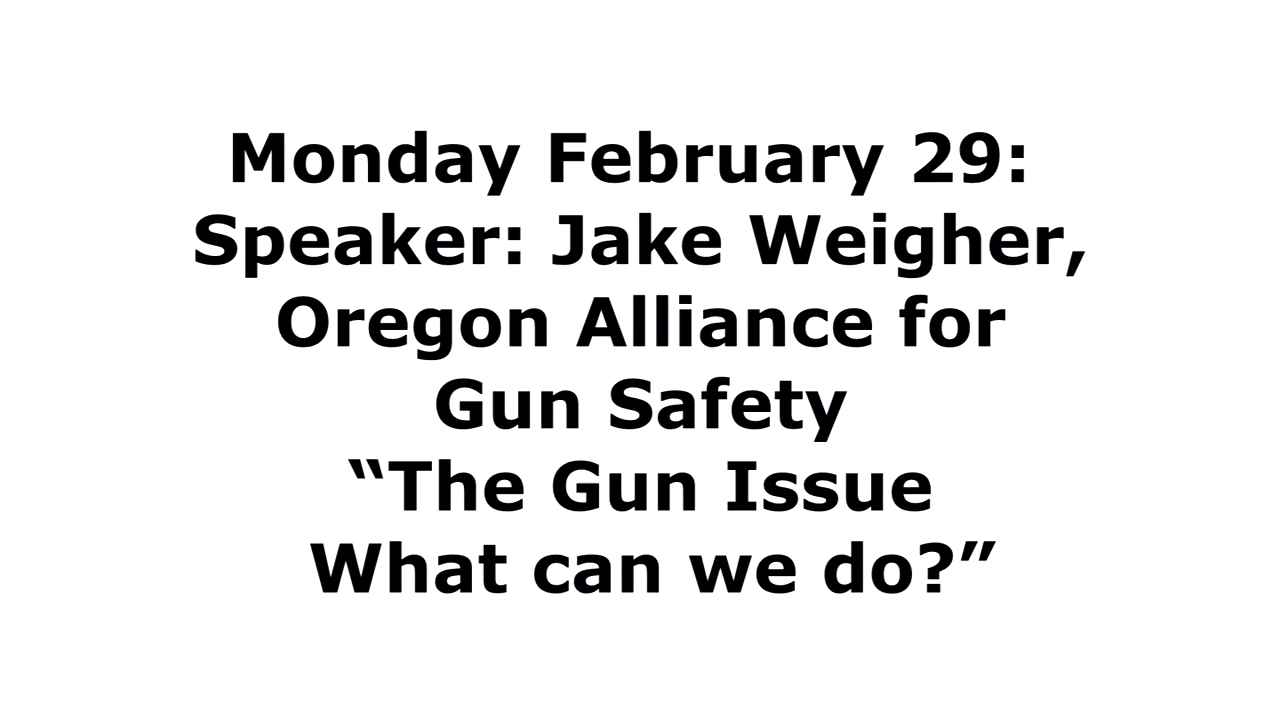 Monday February 29:
Speaker: Jake Weigher,
Oregon Alliance for
Gun Safety
“The Gun Issue
What can we do?”